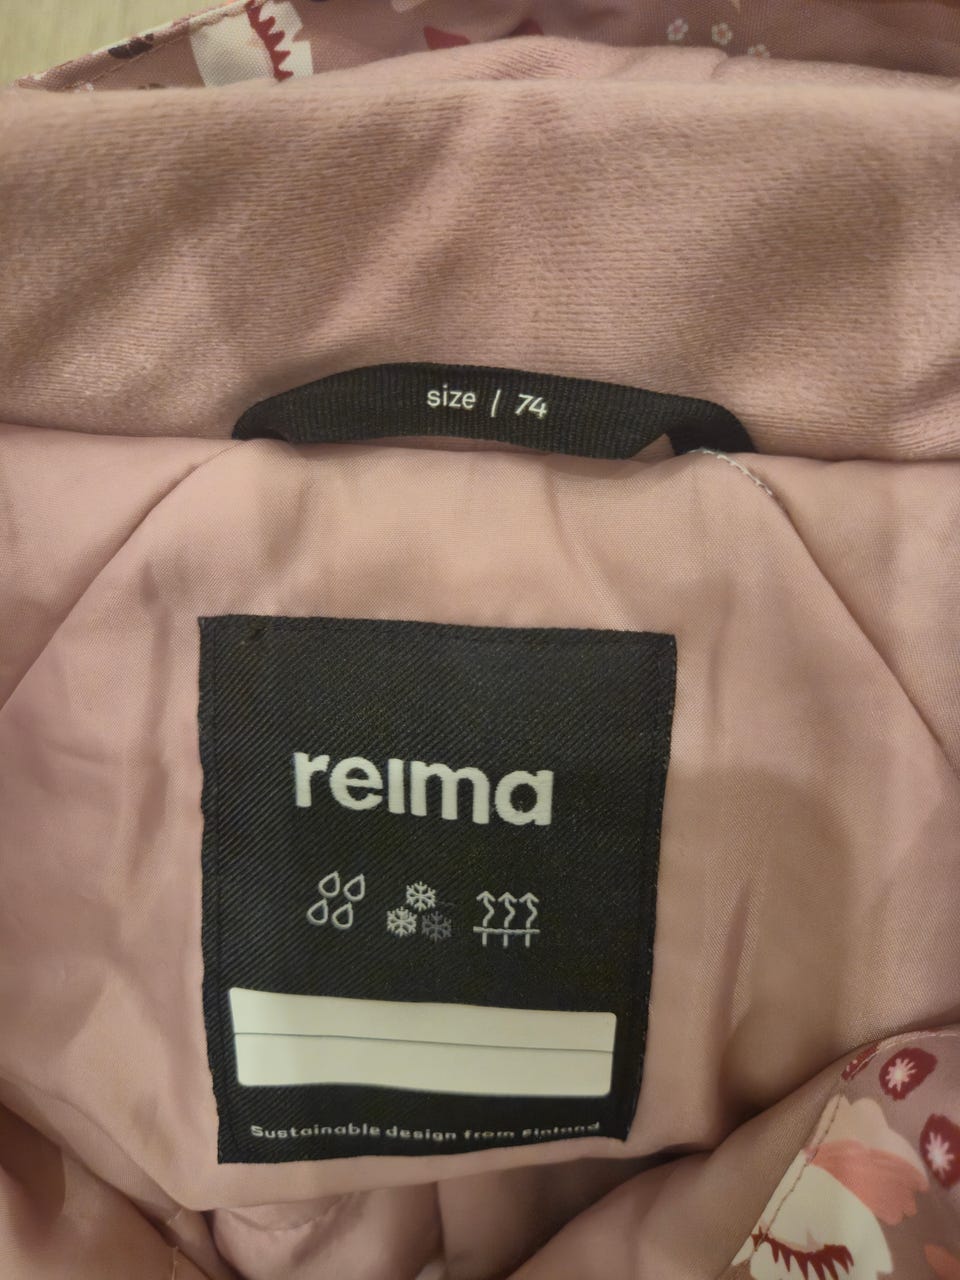 size / 74
reima
Sustainable design from Finland